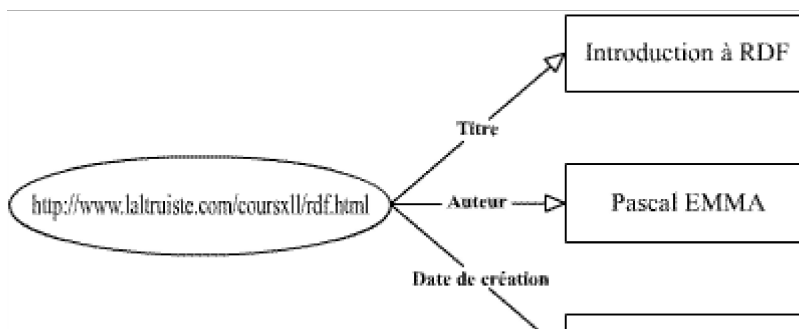 Introduction à RDF
Titre
http://www.laltruiste.com/coursxll/rdf.html
Auteur
Pascal EMMA
Date de création